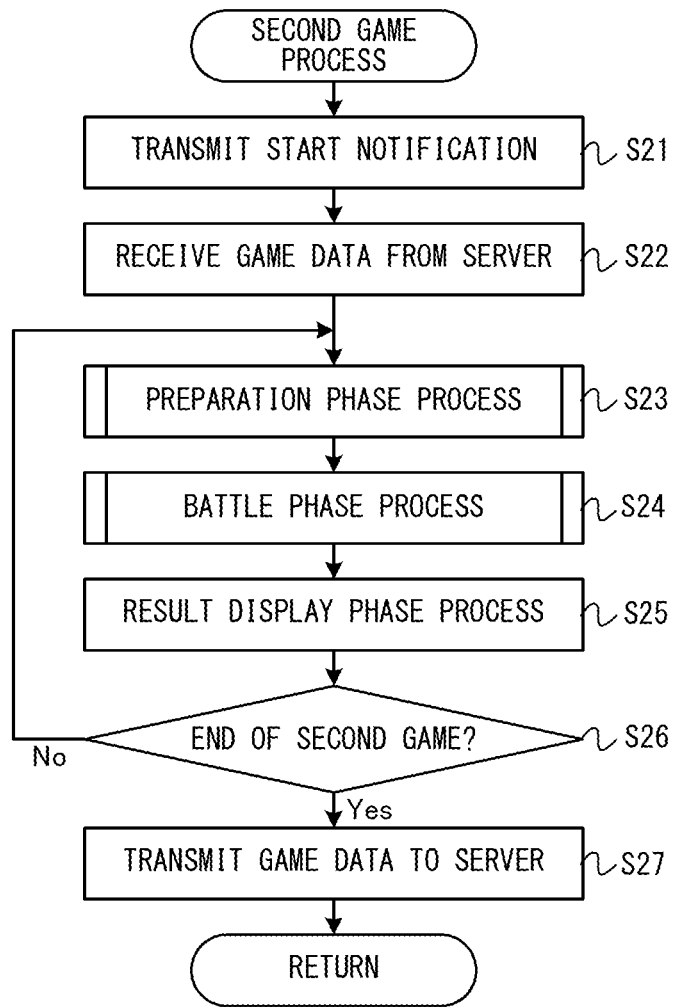 SECOND GAME
PROCESS
TRANSMIT START NOTIFICATION
S21
RECEIVE GAME DATA FROM SERVER
S22
PREPARATION PHASE PROCESS
S23
BATTLE PHASE PROCESS
S24
RESULT DISPLAY PHASE PROCESS
S25
END OF SECOND GAME?
S26
No
Yes
TRANSMIT GAME DATA TO SERVER
S27
RETURN